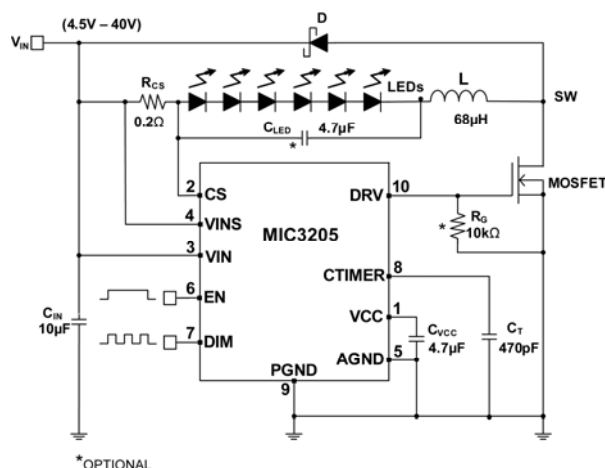 (4.5V – 40V)
VIN
D
RCS
0.2Ω
LEDs
L
68µH
SW
CLED
4.7µF
*
MOSFET
2
CS
DRV
10
4
VINS
RG
10kΩ
*
MIC3205
3
VIN
CTIMER
8
6
EN
CIN
10µF
VCC
1
CVCC
4.7µF
CT
470pF
7
DIM
AGND
5
PGND
9
*OPTIONAL